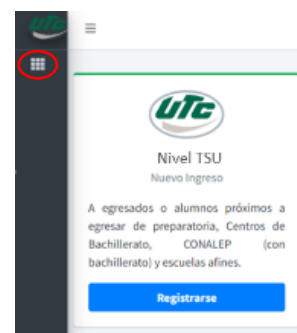 UTC
UTC
Nivel TSU
Nuevo Ingreso
A egresados o alumnos próximos a
egresar de preparatoria, Centros de
Bachillerato, CONALEP (con
bachillerato) y escuelas afines.
Registrarse